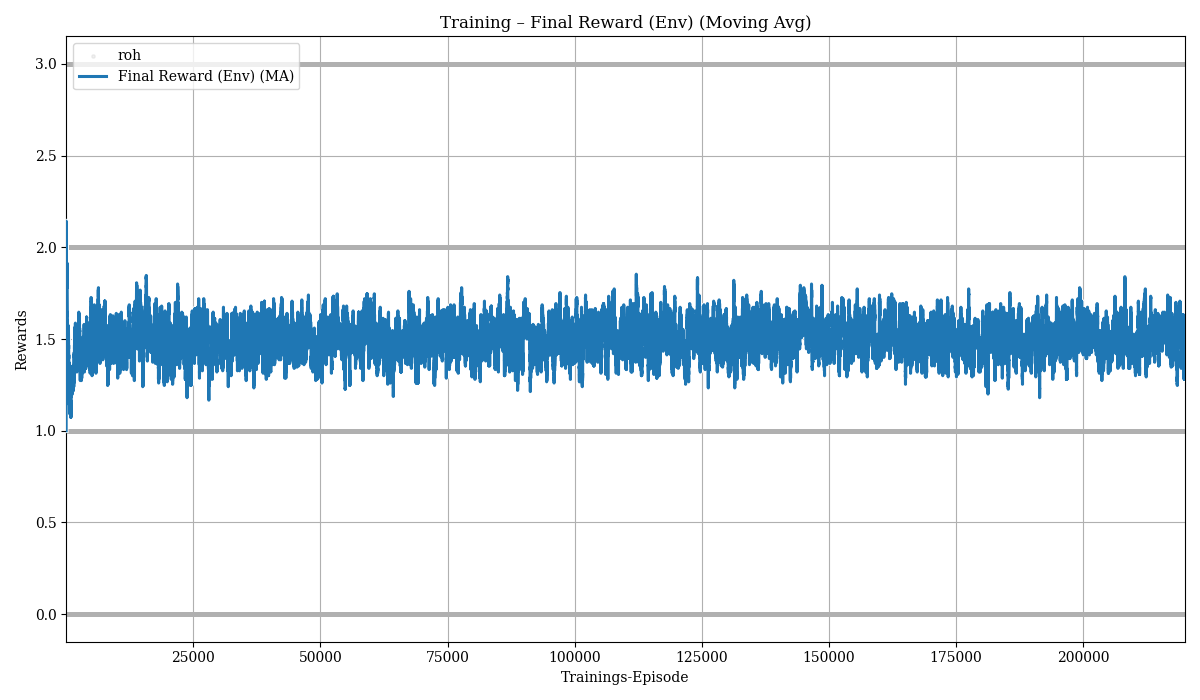 Training – Final Reward (Env) (Moving Avg)
roh
Final Reward (Env) (MA)
3.0
2.5
2.0
1.5
1.0
0.5
0.0
Rewards
25000 50000 75000 100000 125000 150000 175000 200000
Trainings-Episode